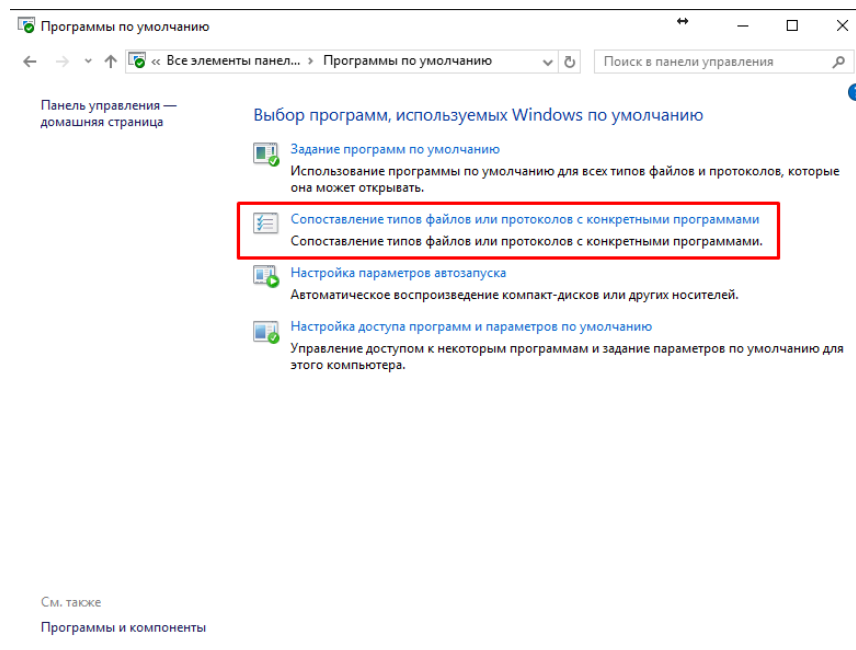 Программы по умолчанию
« Все элементы панел... › Программы по умолчанию
Поиск в панели управления
Панель управления —
домашняя страница
Выбор программ, используемых Windows по умолчанию
Задание программ по умолчанию
Использование программы по умолчанию для всех типов файлов и протоколов, которые
она может открывать.
Сопоставление типов файлов или протоколов с конкретными программами
Сопоставление типов файлов или протоколов с конкретными программами.
Настройка параметров автозапуска
Автоматическое воспроизведение компакт-дисков или других носителей.
Настройка доступа программ и параметров по умолчанию
Управление доступом к некоторым программам и задание параметров по умолчанию для
этого компьютера.
См. также
Программы и компоненты